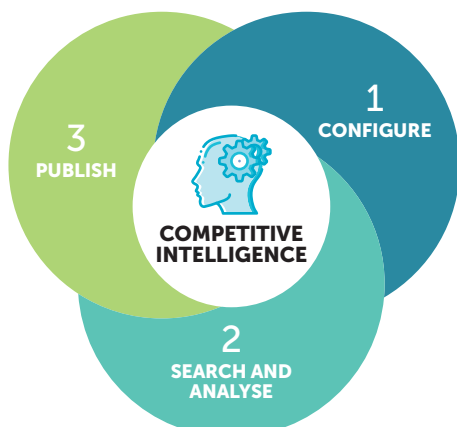 1
CONFIGURE
2
SEARCH AND
ANALYSE
3
PUBLISH
COMPETITIVE
INTELLIGENCE